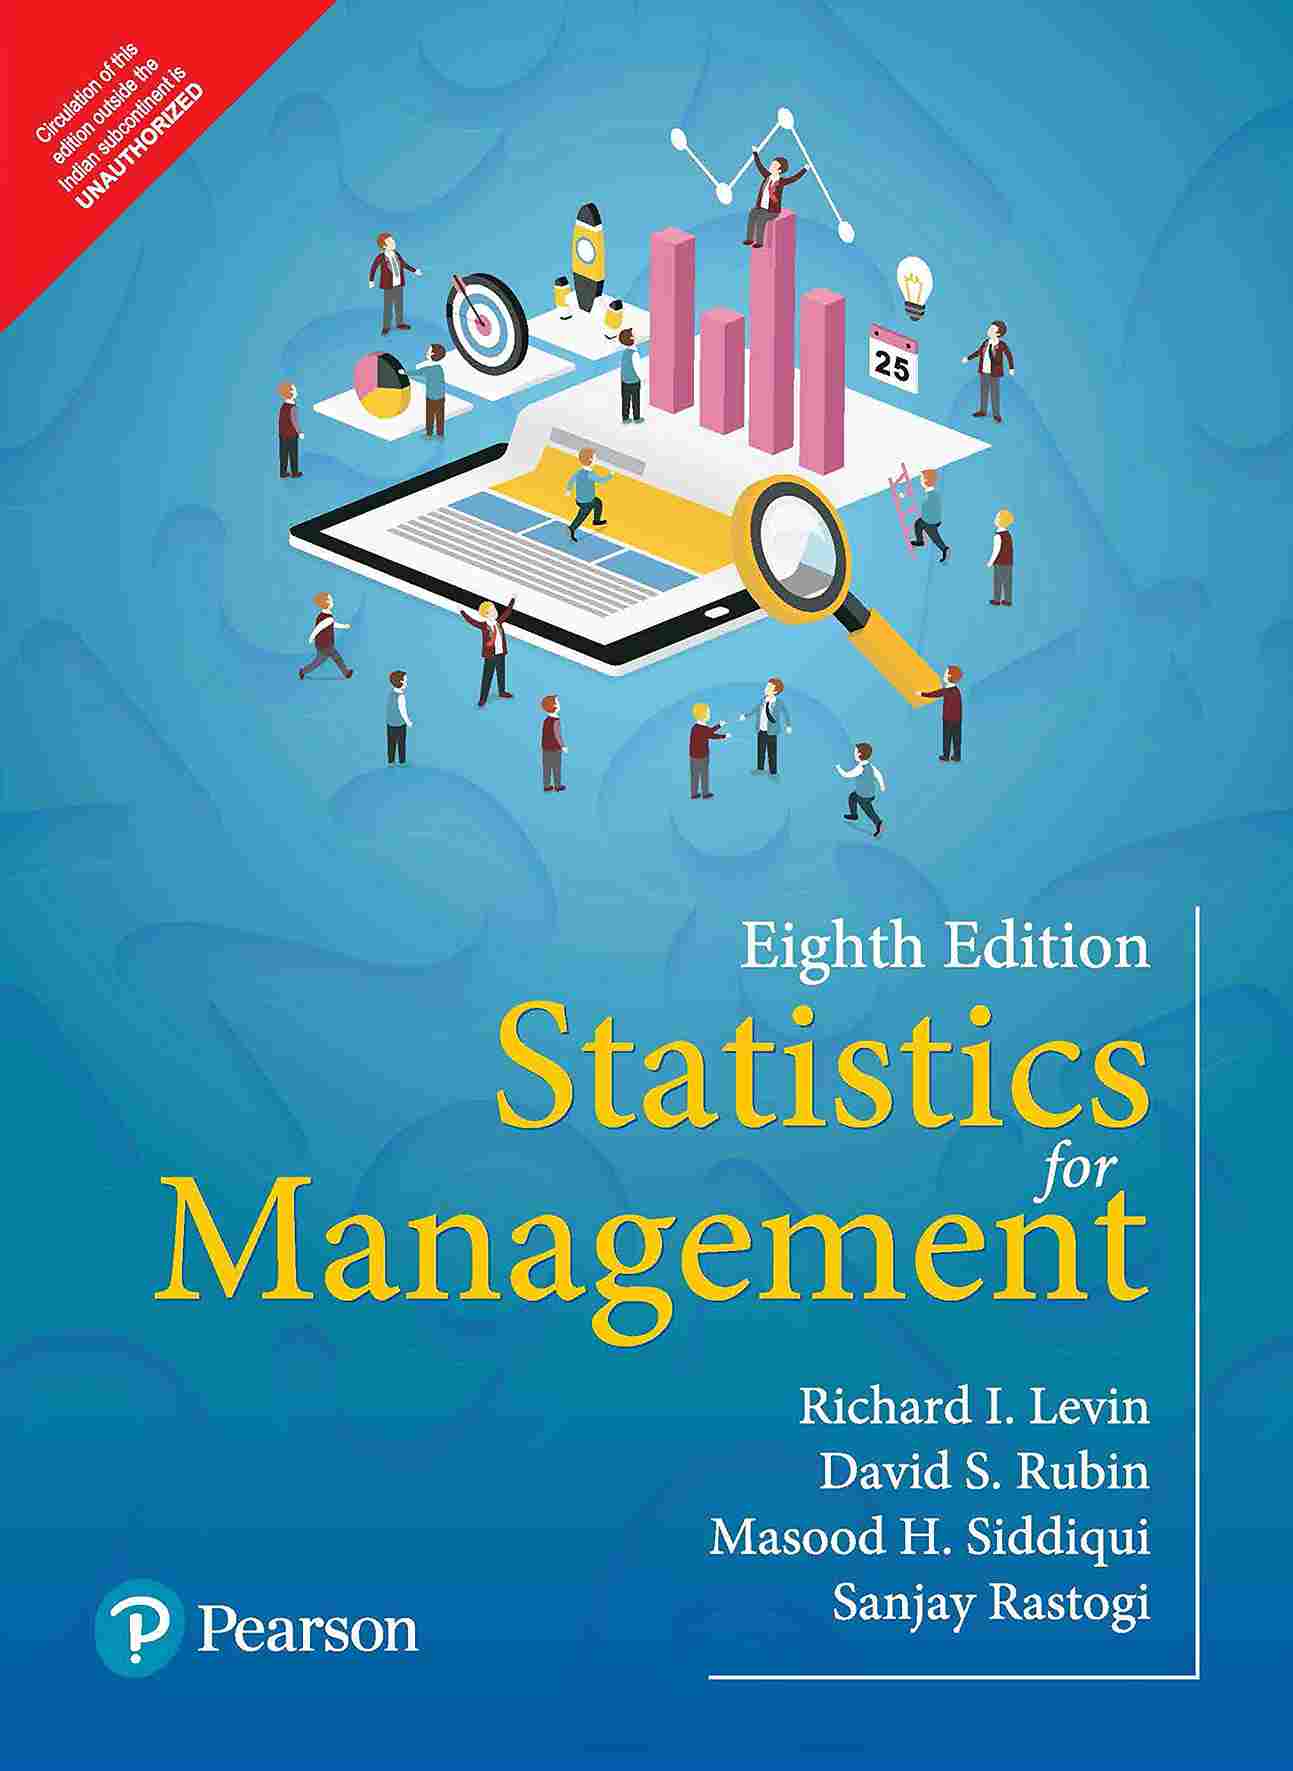 Circulation of this
edition outside the
Indian subcontinent is
UNAUTHORIZED
25
Eighth Edition
Statistics
for
Management
Richard I. Levin
David S. Rubin
Masood H. Siddiqui
Sanjay Rastogi
Pearson